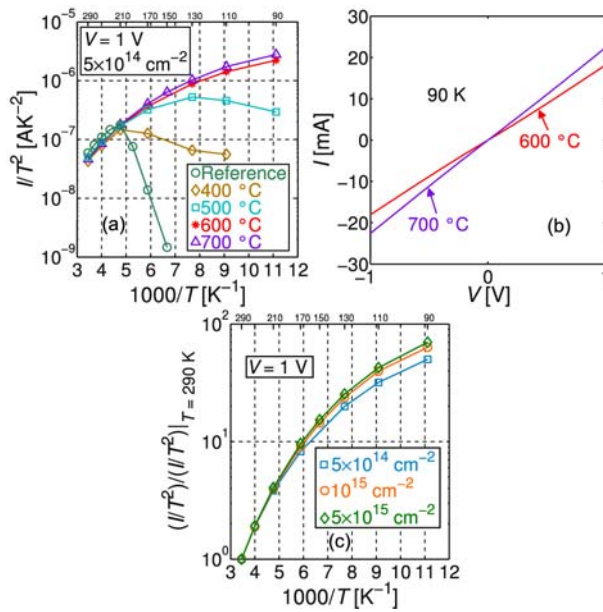 290 210 170 150 130 110 90
V = 1 V
5×10¹⁴ cm⁻²
10⁻⁵
10⁻⁶
10⁻⁷
10⁻⁸
10⁻⁹
I/T² [AK⁻²]
Reference
400 °C
500 °C
600 °C
700 °C
(a)
3 4 5 6 7 8 9 10 11 12
1000/T [K⁻¹]
30
20
10
0
−10
−20
−30
I [mA]
90 K
600 °C
700 °C
(b)
−1 0 1
V [V]
290 210 170 150 130 110 90
10²
10¹
10⁰
(I/T²)/(I/T²)|T = 290 K
V = 1 V
5×10¹⁴ cm⁻²
10¹⁵ cm⁻²
5×10¹⁵ cm⁻²
(c)
3 4 5 6 7 8 9 10 11 12
1000/T [K⁻¹]